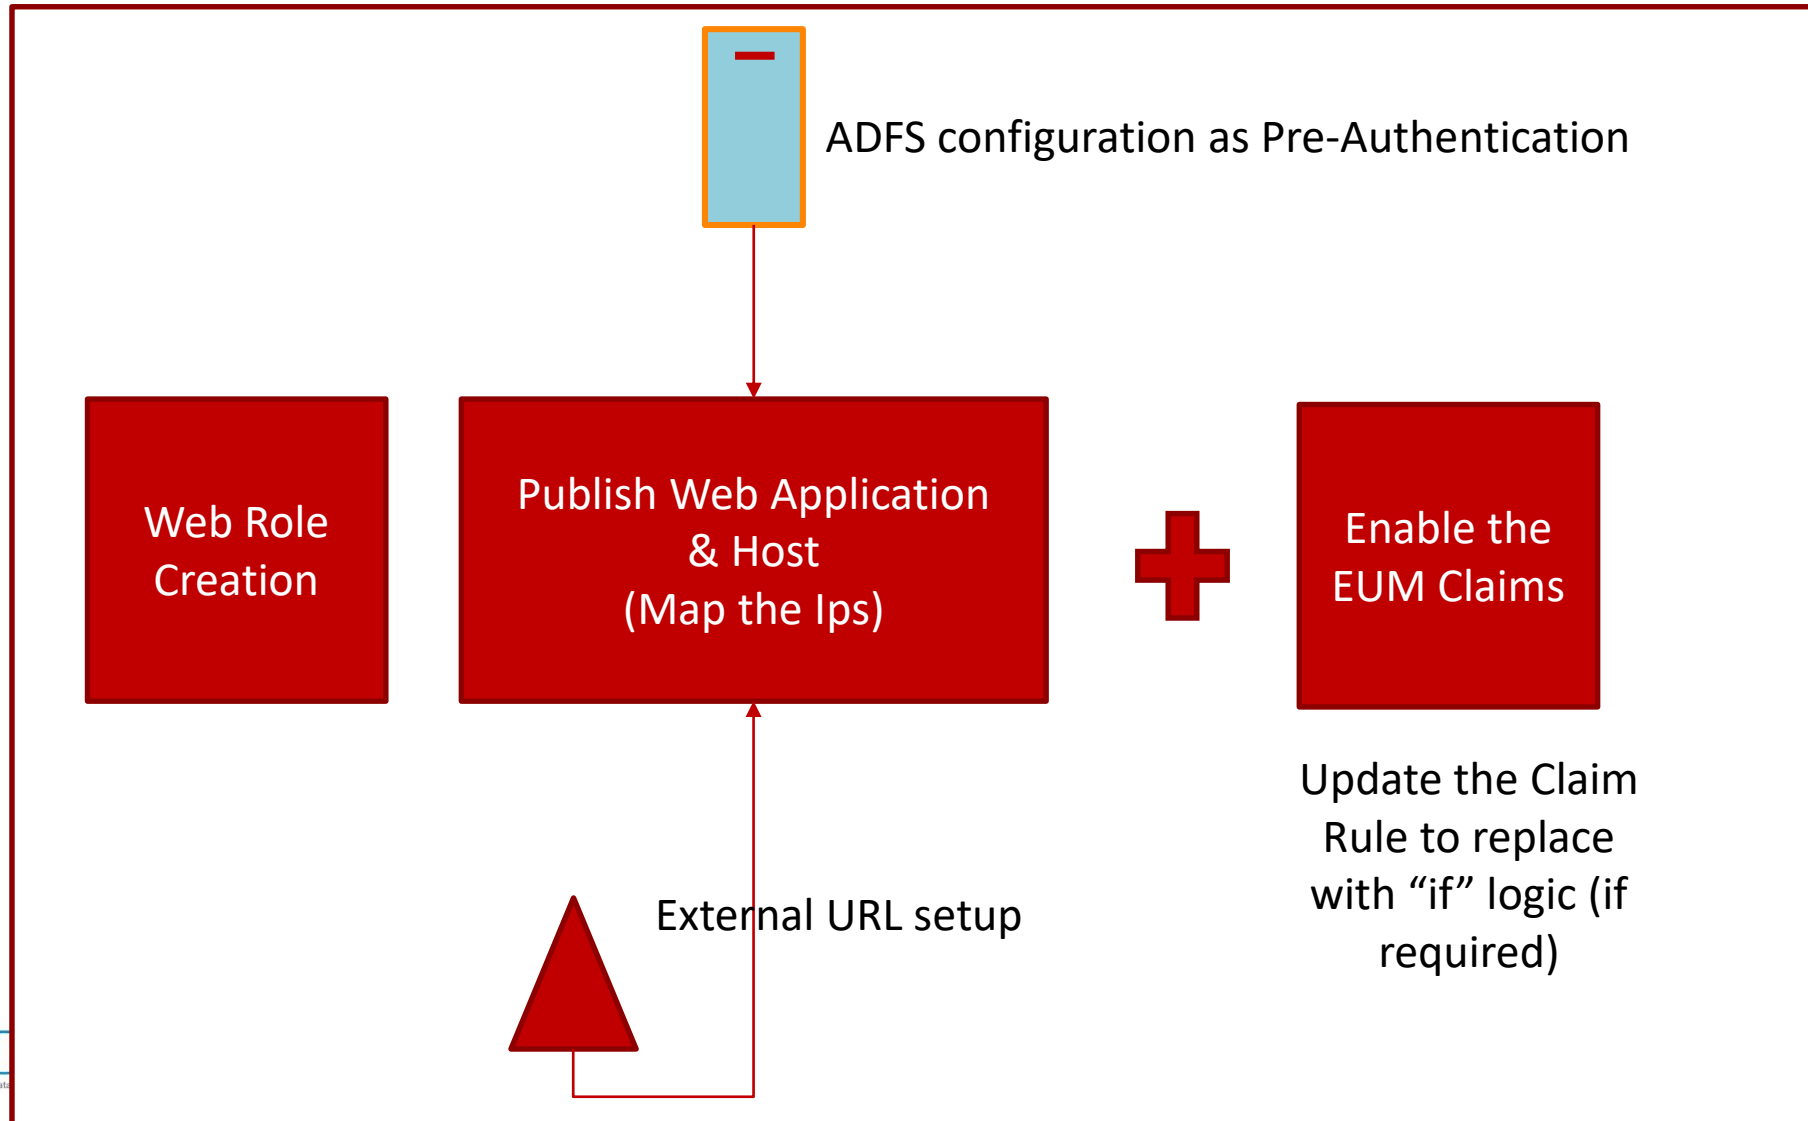 ADFS configuration as Pre-Authentication
Web Role
Creation
Publish Web Application
& Host
(Map the Ips)
Enable the
EUM Claims
Update the Claim
Rule to replace
with “if” logic (if
required)
External URL setup